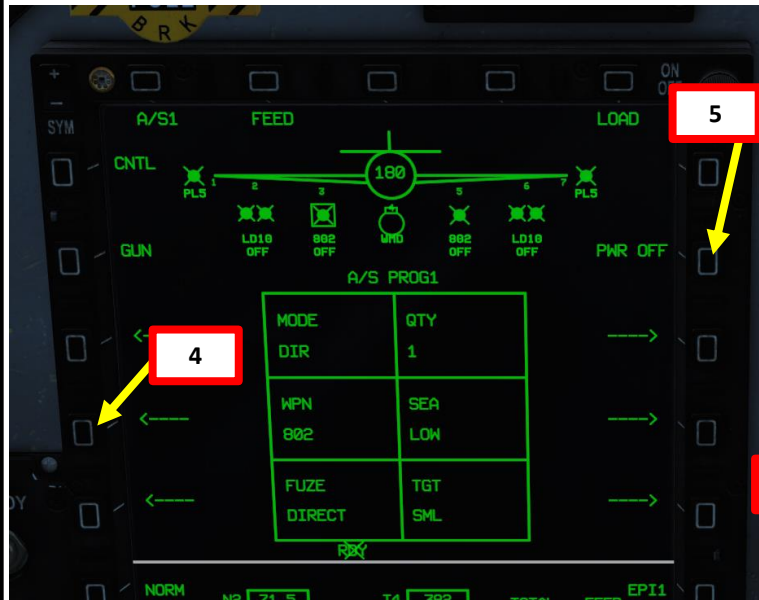 BRK
ON
+
-
SYM
A/S1 FEED LOAD
5
CNTL
180
PL5 1 2 3 5 6 7 PL5
LD10 802 WMD 802 LD10
OFF OFF OFF OFF
GUN PWR OFF
A/S PROG1
MODE QTY
DIR 1
4
WPN SEA
802 LOW
FUZE TGT
DIRECT SML
RDY
NORM EPI1